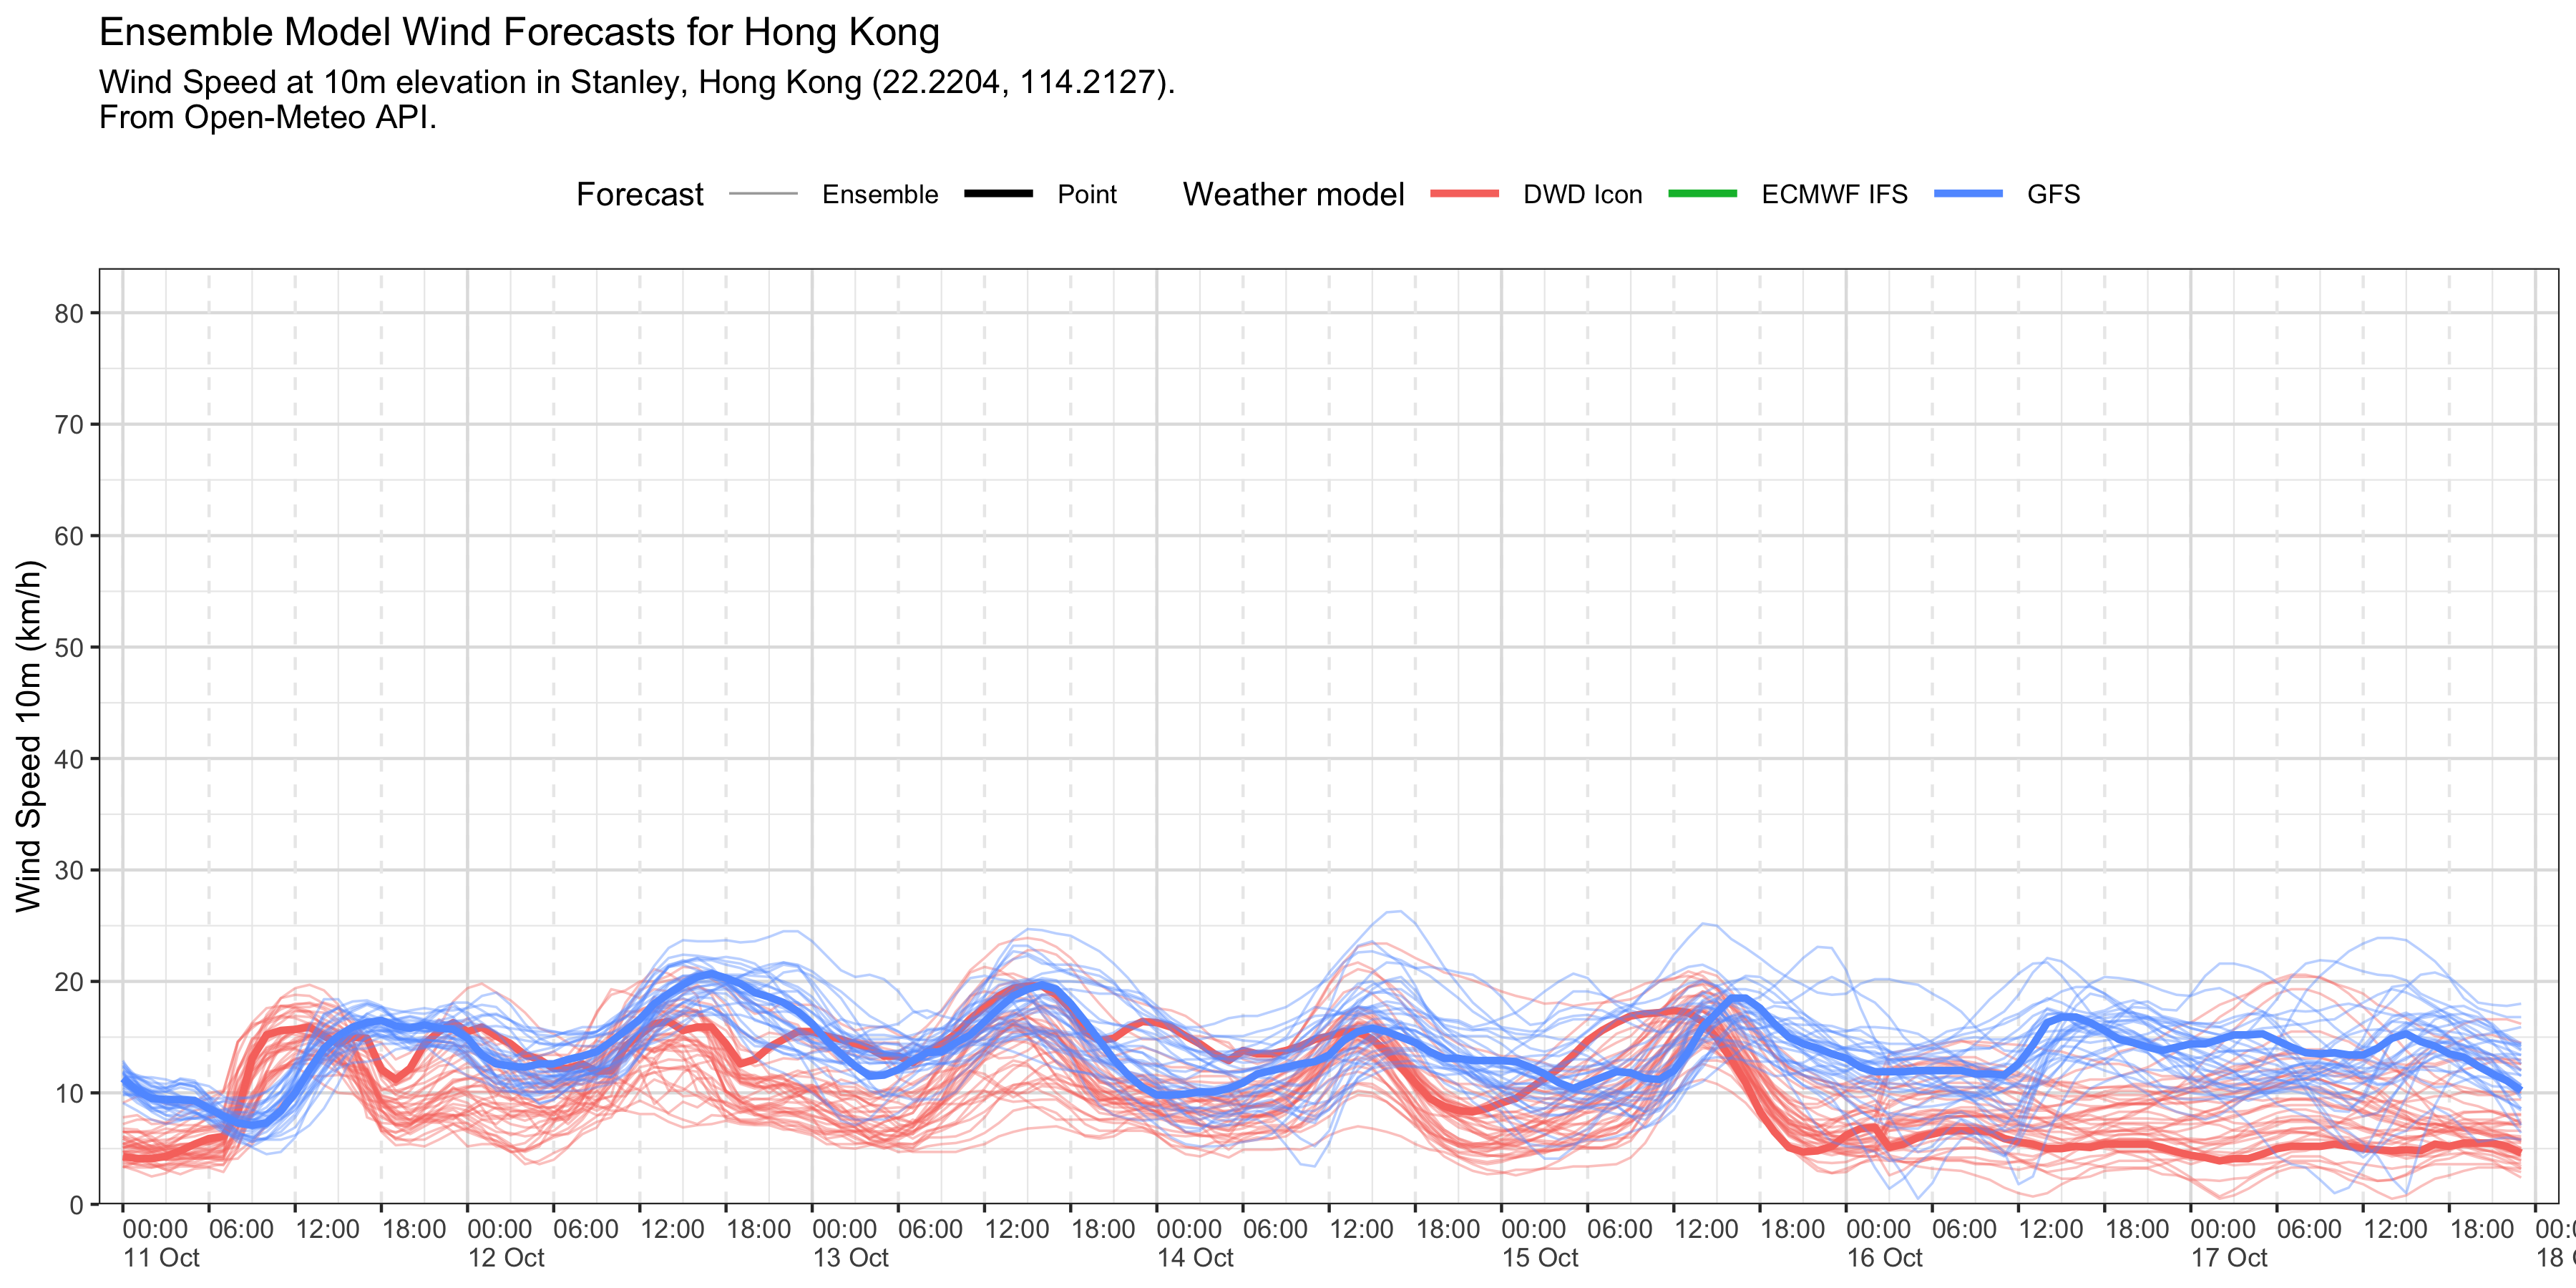 Ensemble Model Wind Forecasts for Hong Kong
Wind Speed at 10m elevation in Stanley, Hong Kong (22.2204, 114.2127).
From Open-Meteo API.
Forecast Ensemble Point Weather model DWD Icon ECMWF IFS GFS
Wind Speed 10m (km/h)
80
70
60
50
40
30
20
10
0
00:00 06:00 12:00 18:00 00:00 06:00 12:00 18:00 00:00 06:00 12:00 18:00 00:00 06:00 12:00 18:00 00:00 06:00 12:00 18:00 00:00 06:00 12:00 18:00 00:00 06:00 12:00 18:00
11 Oct 12 Oct 13 Oct 14 Oct 15 Oct 16 Oct 17 Oct 18